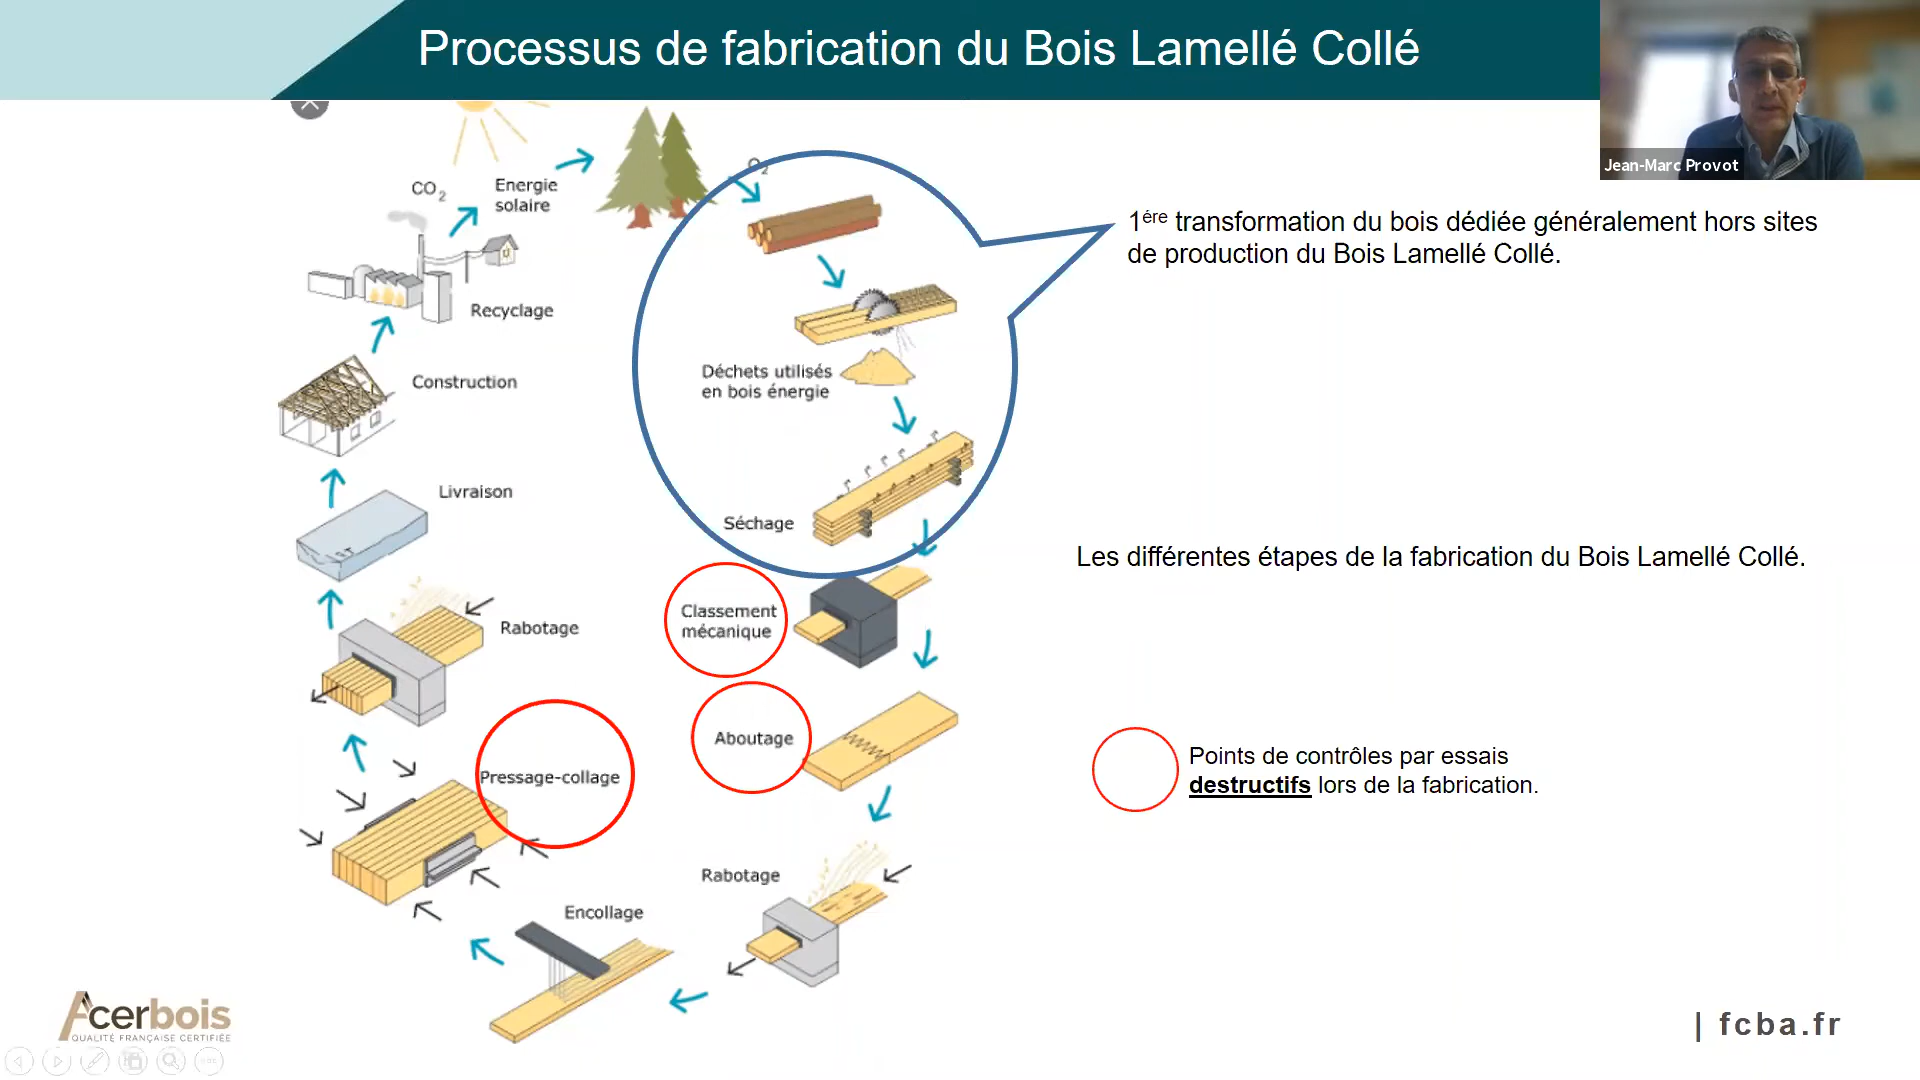 Processus de fabrication du Bois Lamellé Collé
Jean-Marc Provot
O2
CO2
Energie
solaire
1ére transformation du bois dédiée généralement hors sites
de production du Bois Lamellé Collé.
Recyclage
Déchets utilisés
en bois énergie
Construction
Livraison
Séchage
Les différentes étapes de la fabrication du Bois Lamellé Collé.
Classement
mécanique
Rabotage
Aboutage
Points de contrôles par essais
destructifs lors de la fabrication.
Pressage-collage
Rabotage
Encollage
Acerbois
QUALITÉ FRANÇAISE CERTIFIÉE
| fcba.fr